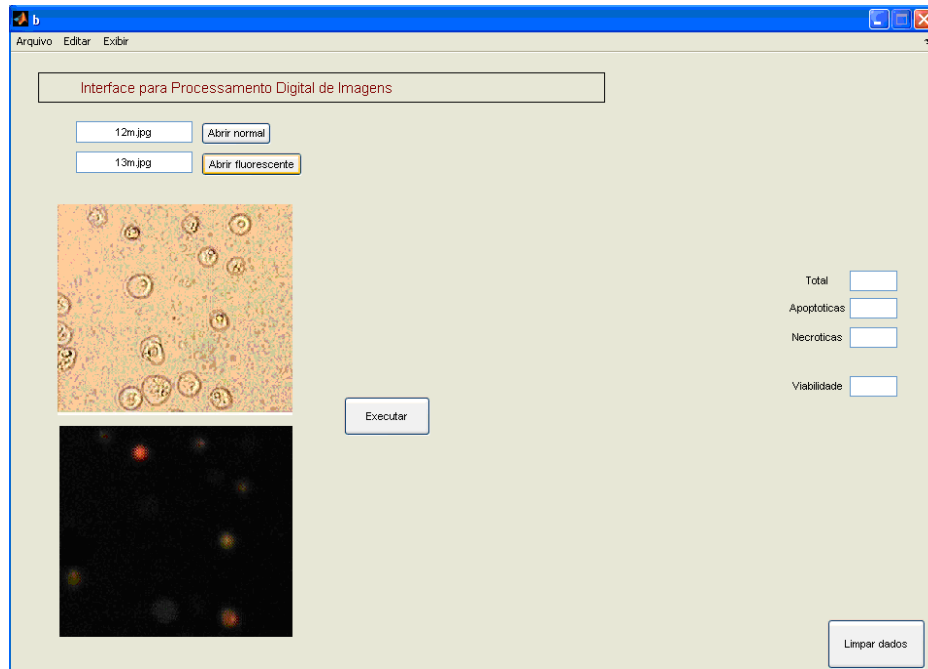 b
Arquivo Editar Exibir
Interface para Processamento Digital de Imagens
12m.jpg Abrir normal
13m.jpg Abrir fluorescente
Total
Apoptoticas
Necroticas
Viabilidade
Executar
Limpar dados